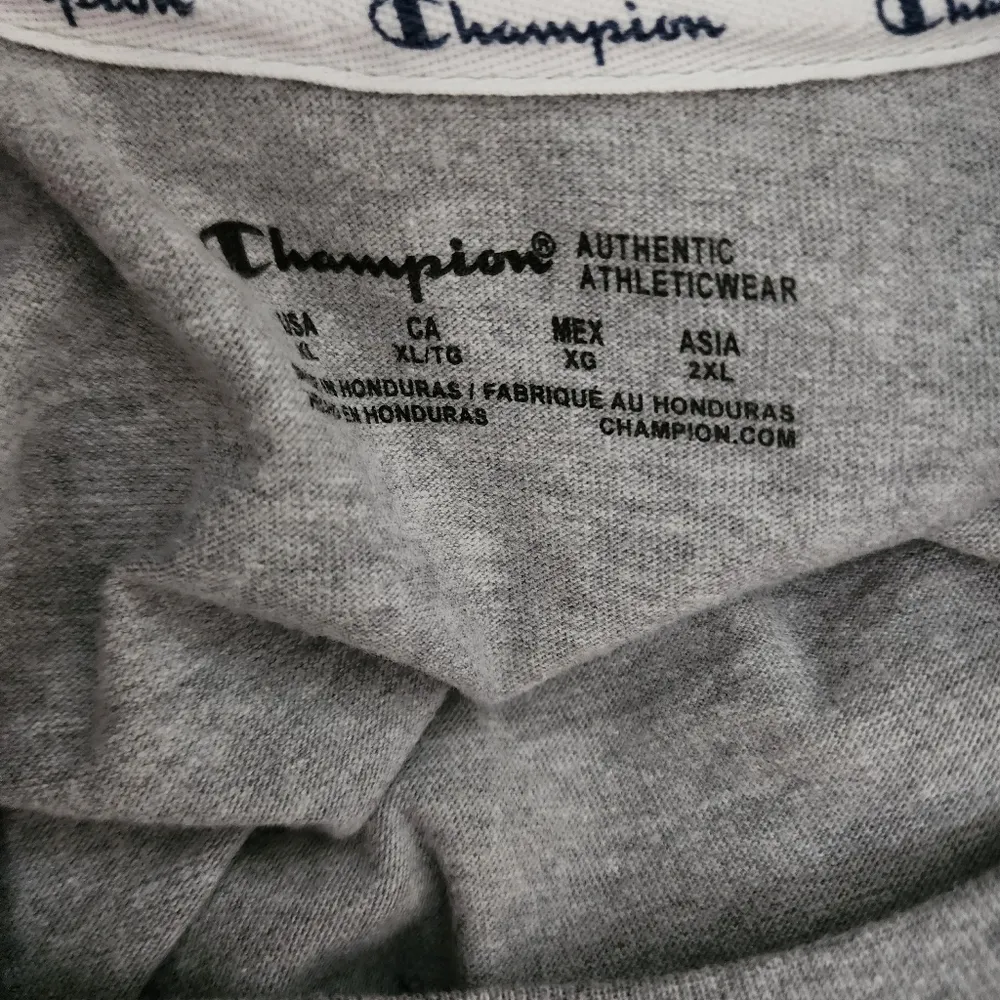 Champion
Champion® AUTHENTIC
ATHLETICWEAR
USA CA MEX ASIA
XL XL/TG XG 2XL
IN HONDURAS / FABRIQUÉ AU HONDURAS
EN HONDURAS CHAMPION.COM